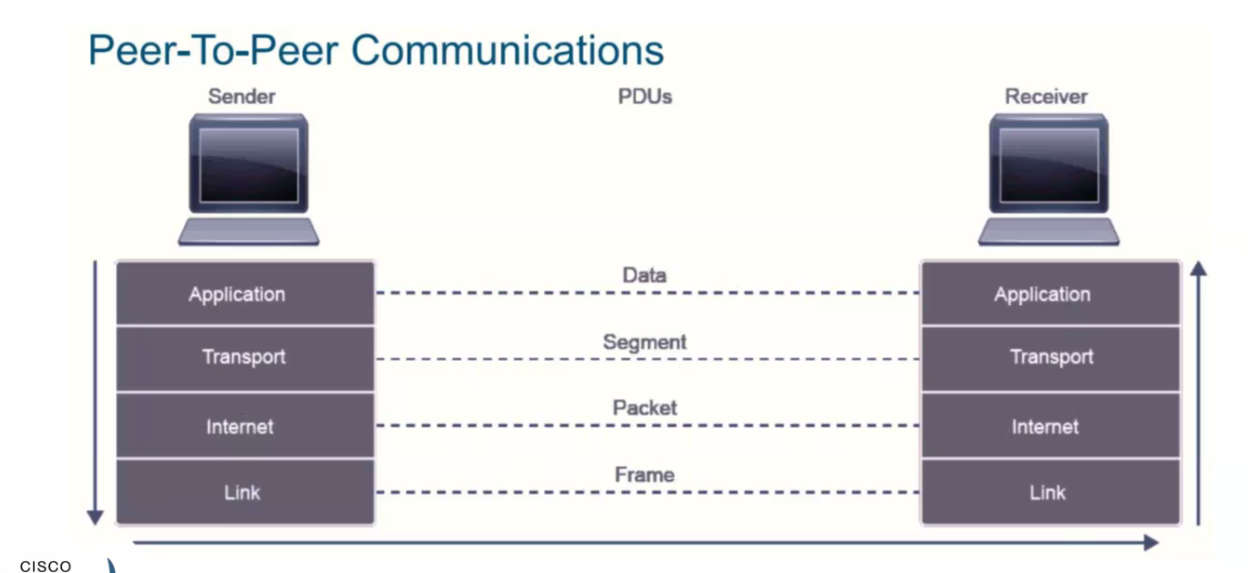 Peer-To-Peer Communications
Sender PDUs Receiver
Application Data Application
Transport Segment Transport
Internet Packet Internet
Link Frame Link
CISCO